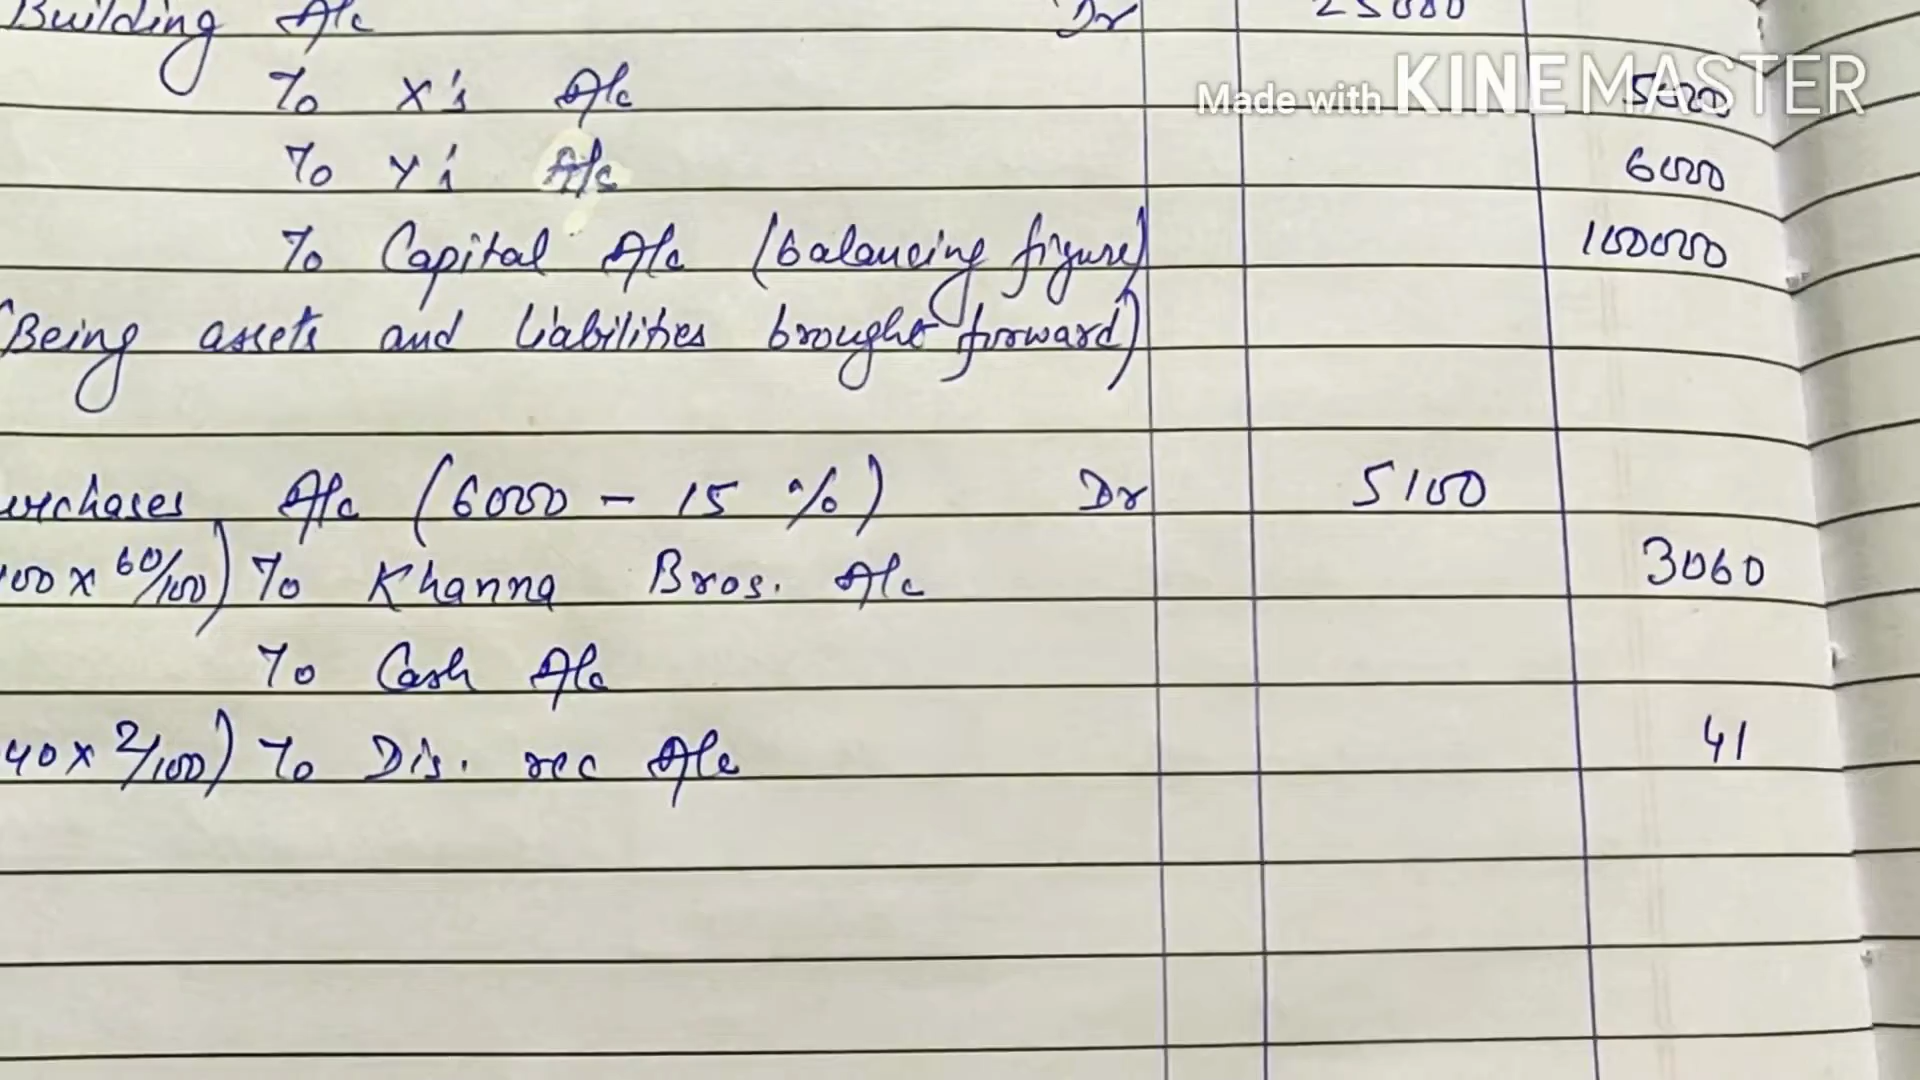 Building A/c Dr 25000
To X's A/c 5000
Made with KINEMASTER
To Y's A/c 6000
To Capital A/c (balancing figure) 100000
(Being assets and liabilities brought forward)
urchases A/c (6000 - 15 %) Dr 5100
100 x 60/100) To Khanna Bros. A/c 3060
To Cash A/c
40 x 2/100) To Dis. rec A/c 41